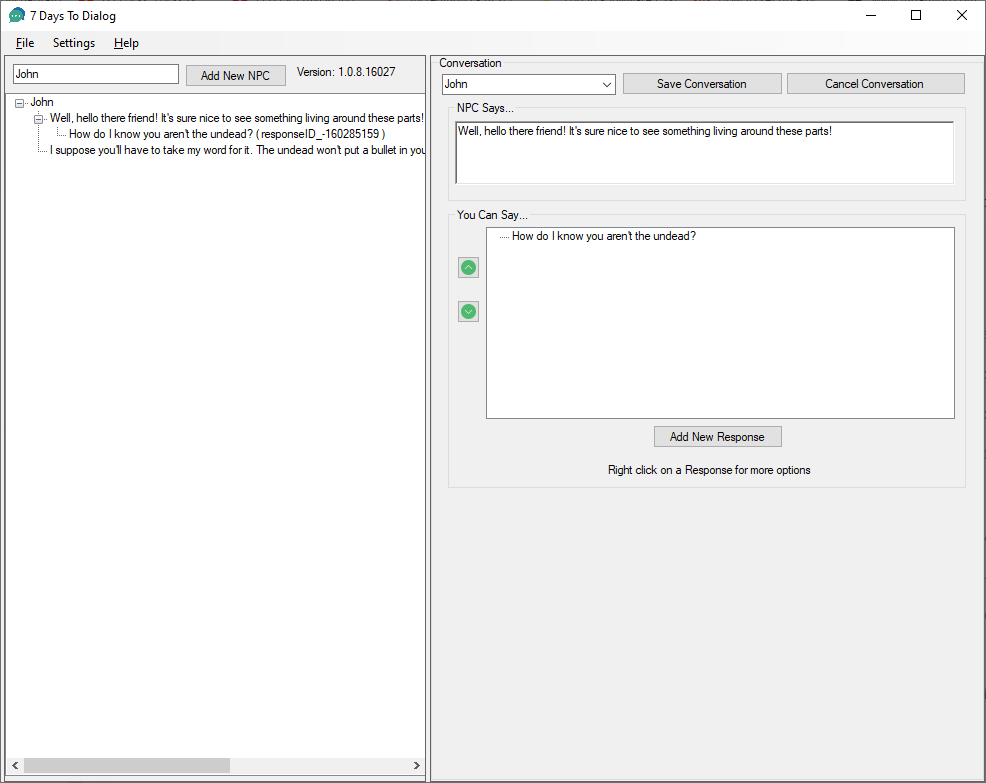 7 Days To Dialog
File Settings Help
John
Add New NPC
Version: 1.0.8.16027
John
Well, hello there friend! It's sure nice to see something living around these parts!
How do I know you aren't the undead? ( responseID_-160285159 )
I suppose you'll have to take my word for it. The undead won't put a bullet in you
Conversation
John
Save Conversation
Cancel Conversation
NPC Says...
Well, hello there friend! It's sure nice to see something living around these parts!
You Can Say...
How do I know you aren't the undead?
Add New Response
Right click on a Response for more options